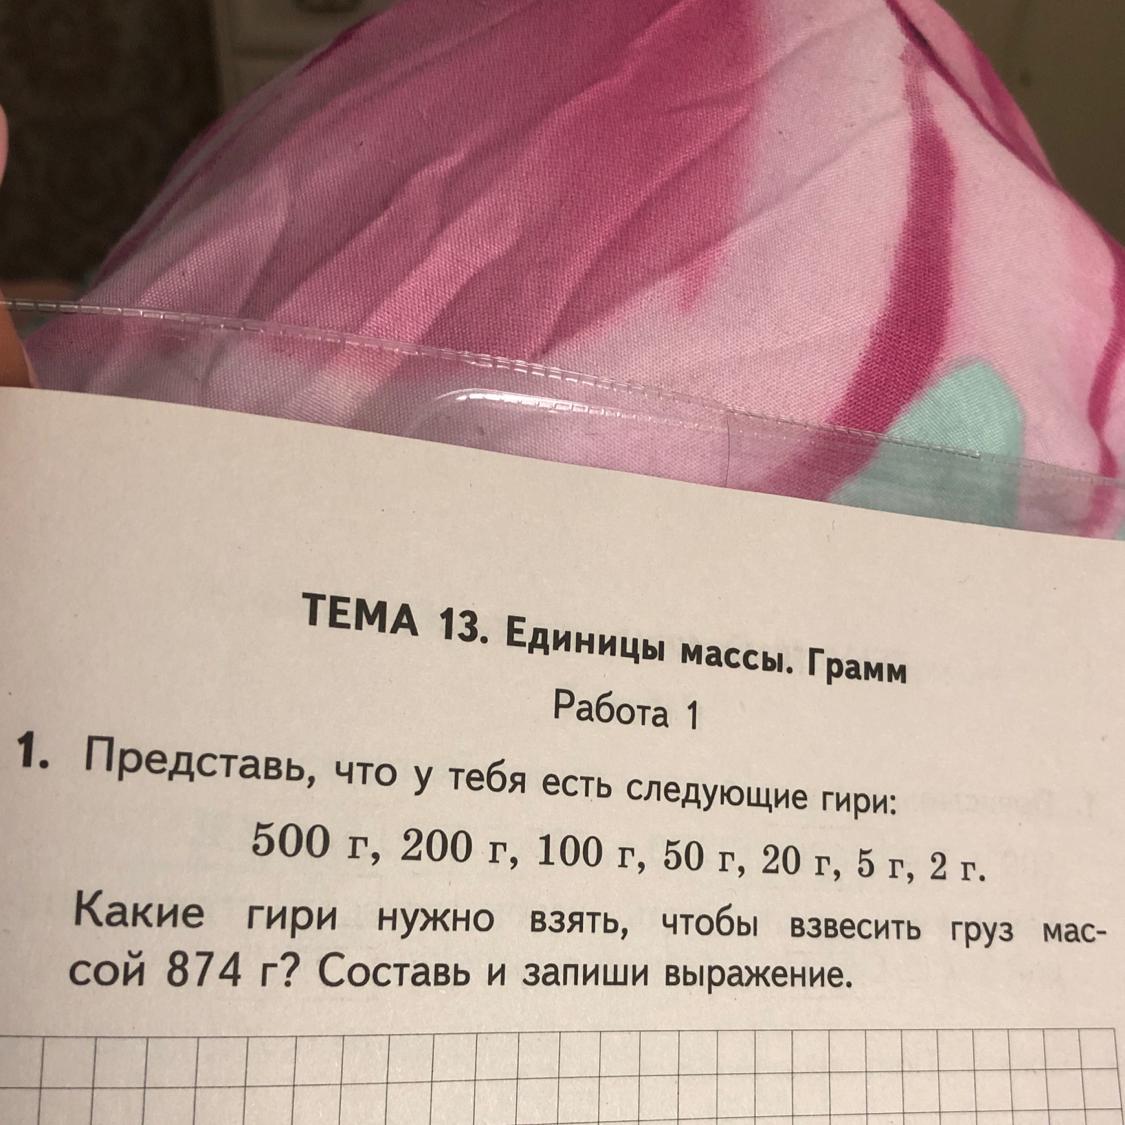 ТЕМА 13. Единицы массы. Грамм
Работа 1
1. Представь, что у тебя есть следующие гири:
500 г, 200 г, 100 г, 50 г, 20 г, 5 г, 2 г.
Какие гири нужно взять, чтобы взвесить груз мас-
сой 874 г? Составь и запиши выражение.